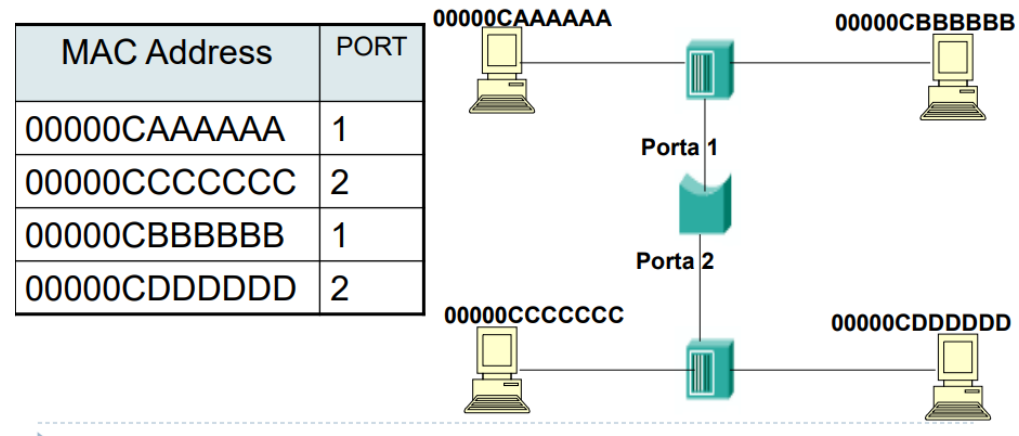 MAC Address PORT
00000CAAAAAA 1
00000CCCCCCC 2
00000CBBBBBB 1
00000CDDDDDD 2
00000CAAAAAA
00000CBBBBBB
Porta 1
Porta 2
00000CCCCCCC
00000CDDDDDD